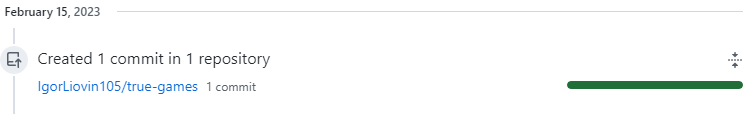 February 15, 2023
Created 1 commit in 1 repository
IgorLiovin105/true-games 1 commit